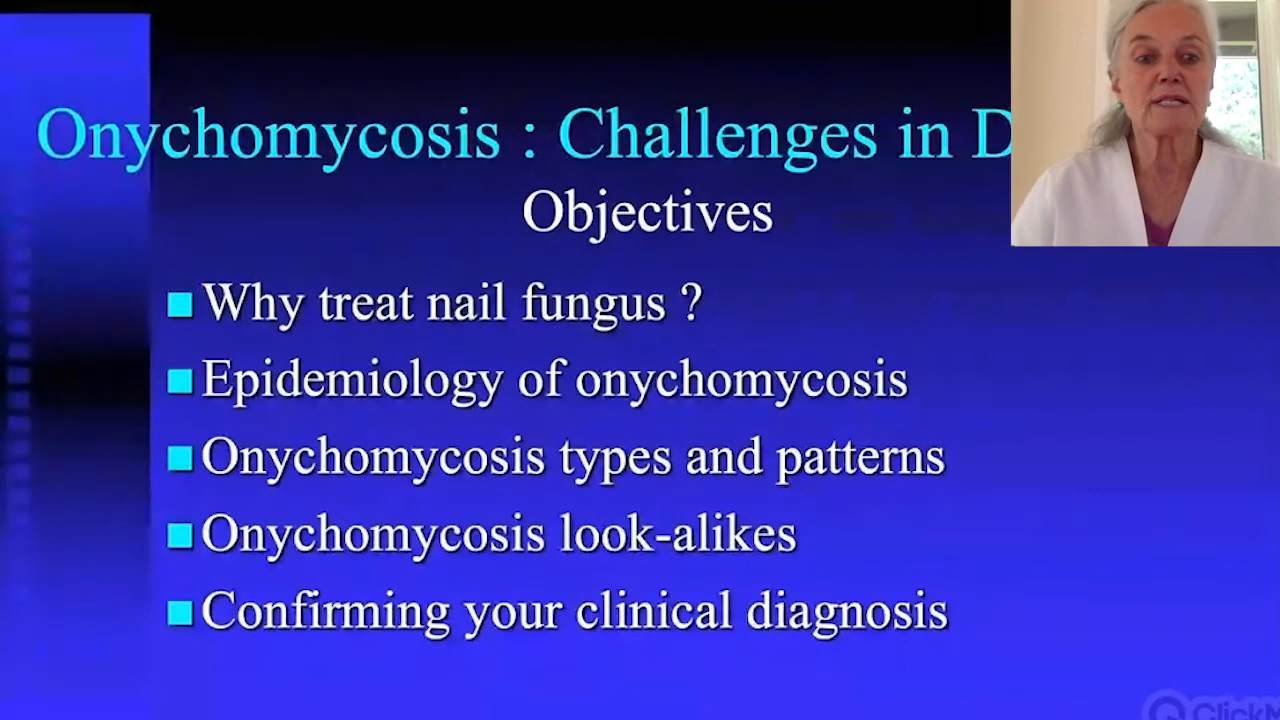 Onychomycosis : Challenges in D
Objectives
Why treat nail fungus ?
Epidemiology of onychomycosis
Onychomycosis types and patterns
Onychomycosis look-alikes
Confirming your clinical diagnosis